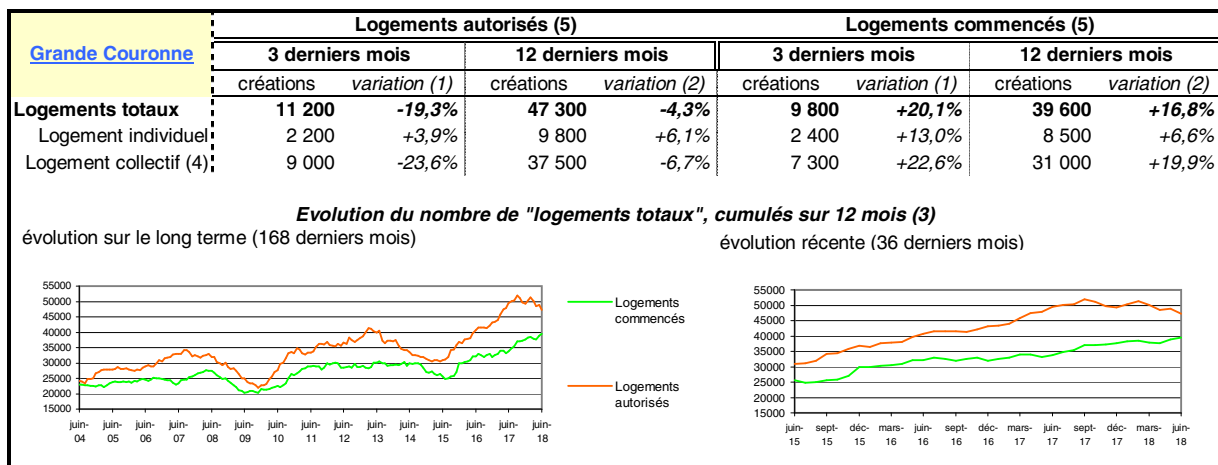 Grande Couronne
Logements autorisés (5) Logements commencés (5)
3 derniers mois 12 derniers mois 3 derniers mois 12 derniers mois
créations variation (1) créations variation (2) créations variation (1) créations variation (2)
Logements totaux 11 200 -19,3% 47 300 -4,3% 9 800 +20,1% 39 600 +16,8%
Logement individuel 2 200 +3,9% 9 800 +6,1% 2 400 +13,0% 8 500 +6,6%
Logement collectif (4) 9 000 -23,6% 37 500 -6,7% 7 300 +22,6% 31 000 +19,9%
Evolution du nombre de "logements totaux", cumulés sur 12 mois (3)
évolution sur le long terme (168 derniers mois)
55000
50000
45000
40000
35000
30000
25000
20000
15000
juin-04 juin-05 juin-06 juin-07 juin-08 juin-09 juin-10 juin-11 juin-12 juin-13 juin-14 juin-15 juin-16 juin-17 juin-18
Logements
commencés
Logements
autorisés
évolution récente (36 derniers mois)
55000
50000
45000
40000
35000
30000
25000
20000
15000
juin-15 sept-15 déc-15 mars-16 juin-16 sept-16 déc-16 mars-17 juin-17 sept-17 déc-17 mars-18 juin-18